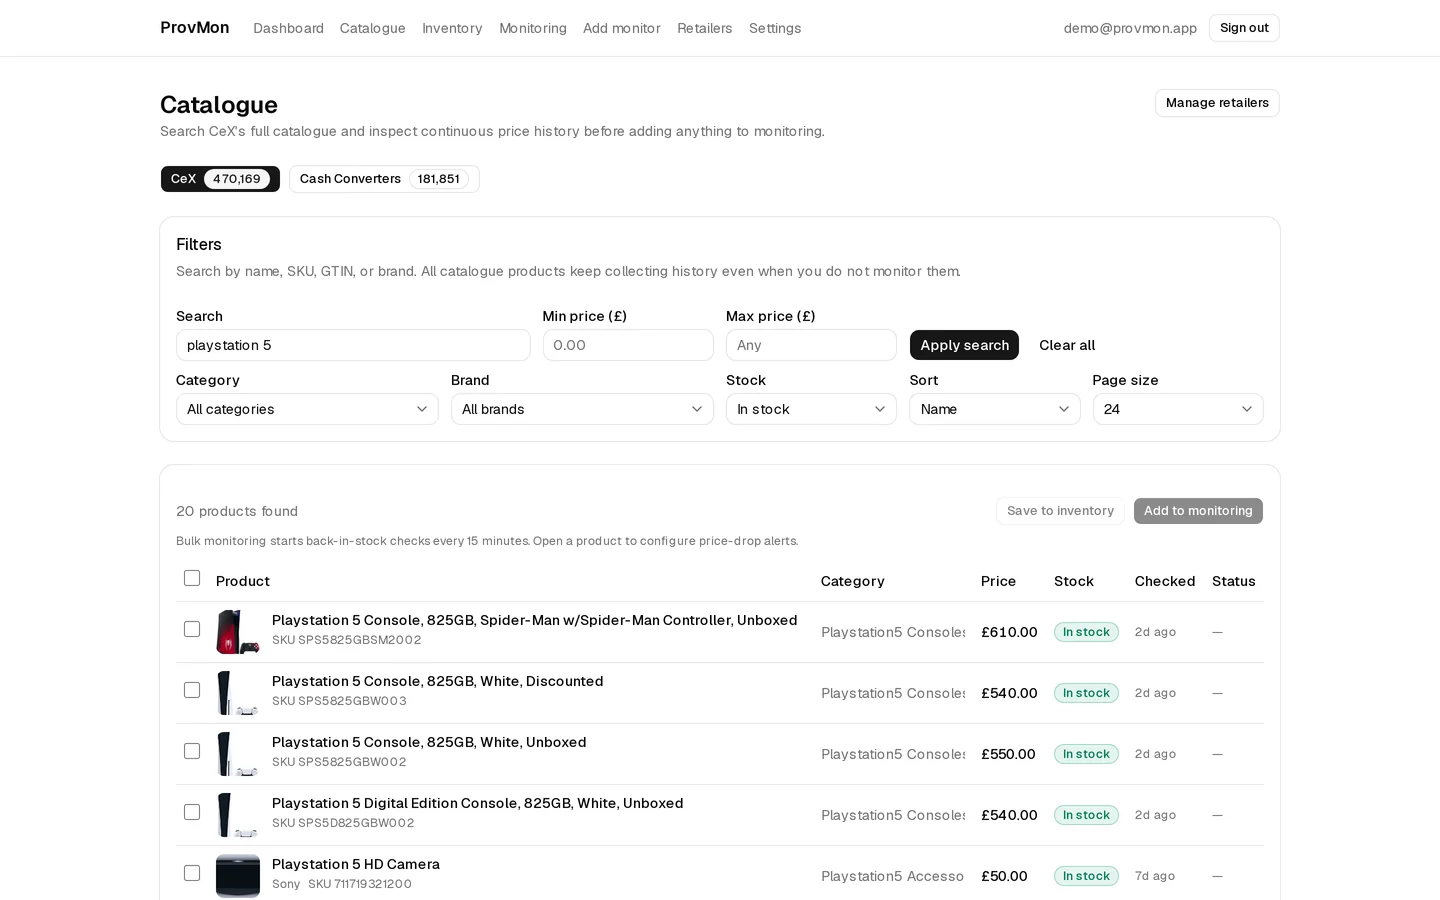 ProvMon Dashboard Catalogue Inventory Monitoring Add monitor Retailers Settings demo@provmon.app Sign out
Catalogue
Manage retailers
Search CeX's full catalogue and inspect continuous price history before adding anything to monitoring.
CeX 470,169 Cash Converters 181,851
Filters
Search by name, SKU, GTIN, or brand. All catalogue products keep collecting history even when you do not monitor them.
Search Min price (£) Max price (£)
playstation 5 0.00 Any Apply search Clear all
Category Brand Stock Sort Page size
All categories All brands In stock Name 24
20 products found Save to inventory Add to monitoring
Bulk monitoring starts back-in-stock checks every 15 minutes. Open a product to configure price-drop alerts.
Product Category Price Stock Checked Status
Playstation 5 Console, 825GB, Spider-Man w/Spider-Man Controller, Unboxed
SKU SPS5825GBSM2002
Playstation5 Consoles £610.00 In stock 2d ago —
Playstation 5 Console, 825GB, White, Discounted
SKU SPS5825GBW003
Playstation5 Consoles £540.00 In stock 2d ago —
Playstation 5 Console, 825GB, White, Unboxed
SKU SPS5825GBW002
Playstation5 Consoles £550.00 In stock 2d ago —
Playstation 5 Digital Edition Console, 825GB, White, Unboxed
SKU SPS5D825GBW002
Playstation5 Consoles £540.00 In stock 2d ago —
Playstation 5 HD Camera
Sony SKU 711719321200
Playstation5 Accesso £50.00 In stock 7d ago —